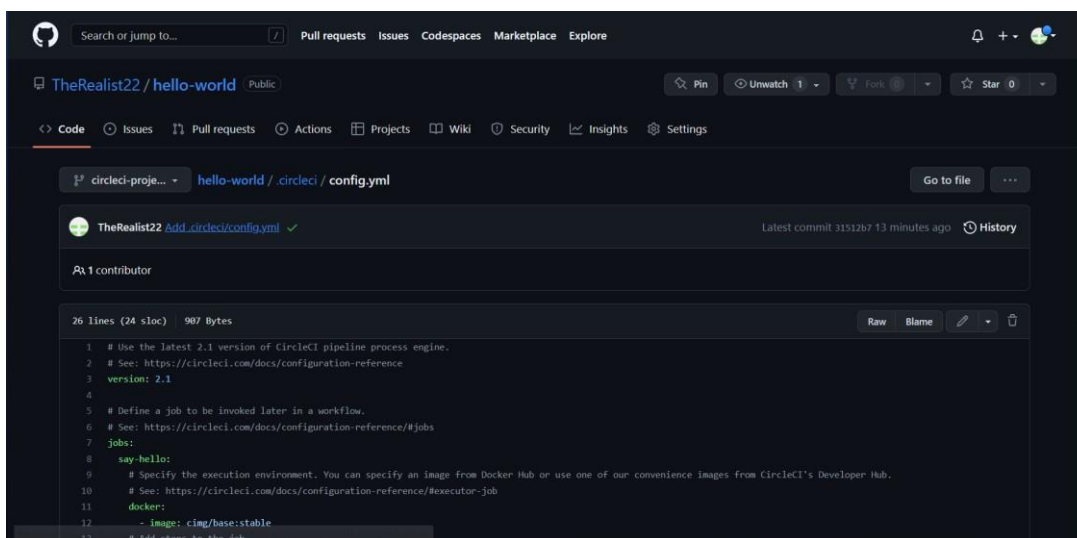 Search or jump to... / Pull requests Issues Codespaces Marketplace Explore
TheRealist22 / hello-world Public Pin Unwatch 1 Fork 0 Star 0
Code Issues Pull requests Actions Projects Wiki Security Insights Settings
circleci-proje... hello-world / .circleci / config.yml Go to file ...
TheRealist22 Add .circleci/config.yml Latest commit 31512b7 13 minutes ago History
1 contributor
26 lines (24 sloc) 907 Bytes Raw Blame
1 # Use the latest 2.1 version of CircleCI pipeline process engine.
2 # See: https://circleci.com/docs/configuration-reference
3 version: 2.1
4
5 # Define a job to be invoked later in a workflow.
6 # See: https://circleci.com/docs/configuration-reference/#jobs
7 jobs:
8 say-hello:
9 # Specify the execution environment. You can specify an image from Docker Hub or use one of our convenience images from CircleCI's Developer Hub.
10 # See: https://circleci.com/docs/configuration-reference/#executor-job
11 docker:
12 - image: cimg/base:stable
13 # Add steps to the job